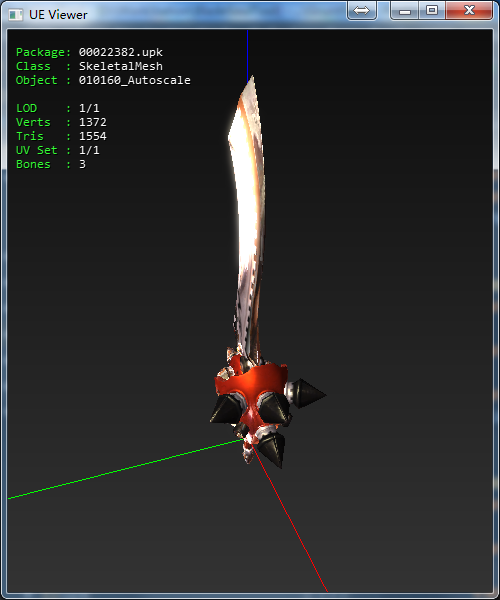 UE Viewer
Package: 00022382.upk
Class : SkeletalMesh
Object : 010160_Autoscale
LOD : 1/1
Verts : 1372
Tris : 1554
UV Set : 1/1
Bones : 3